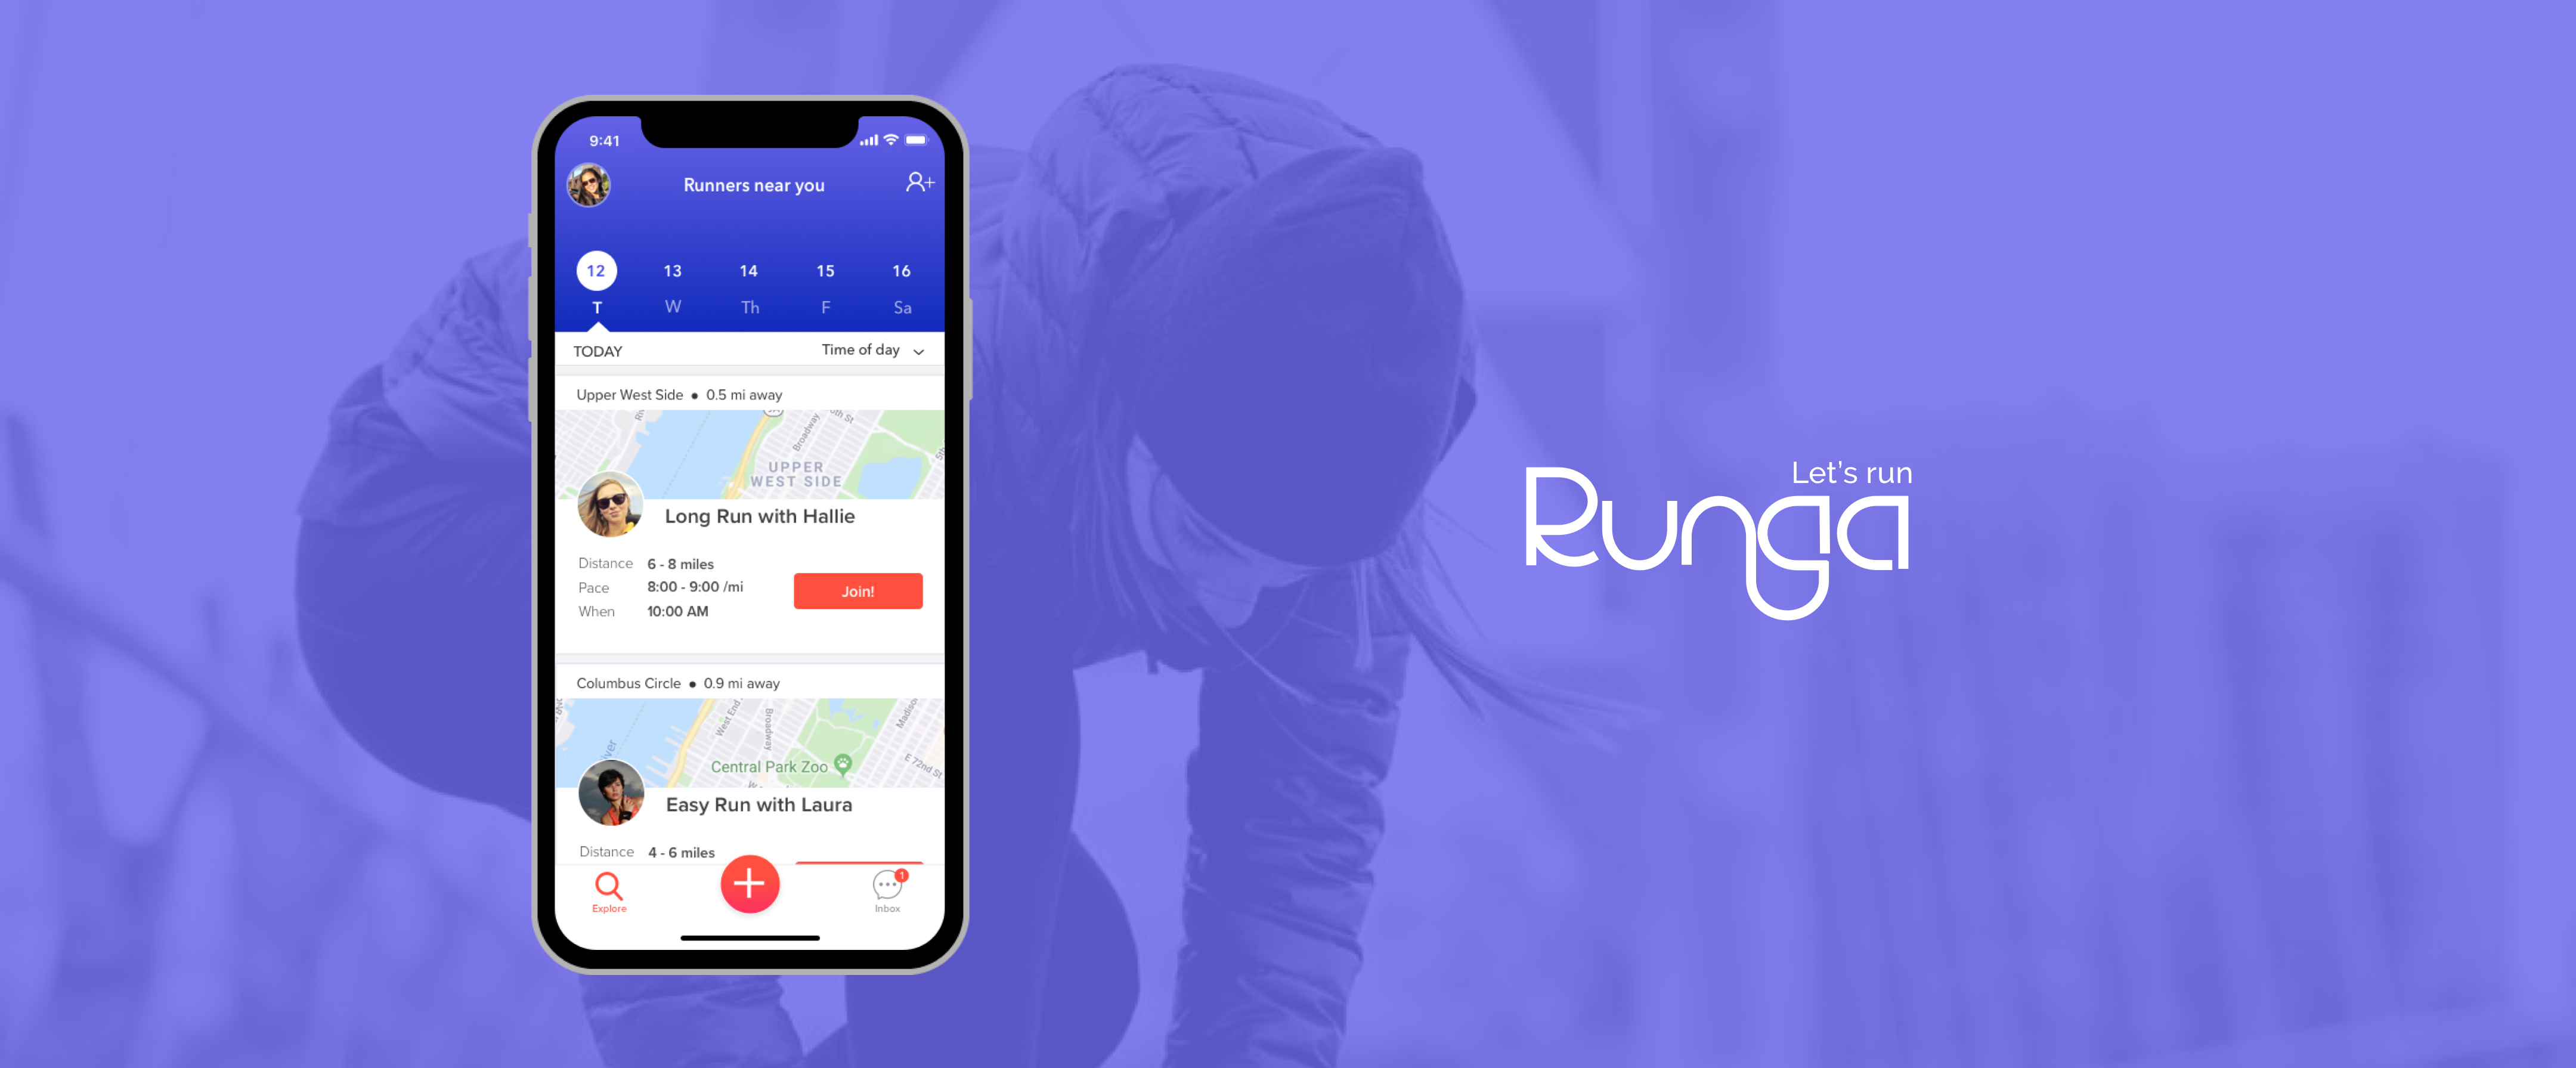 9:41
Runners near you
12 13 14 15 16
T W Th F Sa
TODAY Time of day
Upper West Side • 0.5 mi away
Broadway
UPPER
WEST SIDE
Long Run with Hallie
Distance 6 - 8 miles
Pace 8:00 - 9:00 /mi
When 10:00 AM
Join!
Columbus Circle • 0.9 mi away
West End
Broadway
Central Park Zoo
E 72nd St
Easy Run with Laura
Distance 4 - 6 miles
1
Explore Inbox
Let's run
Runga